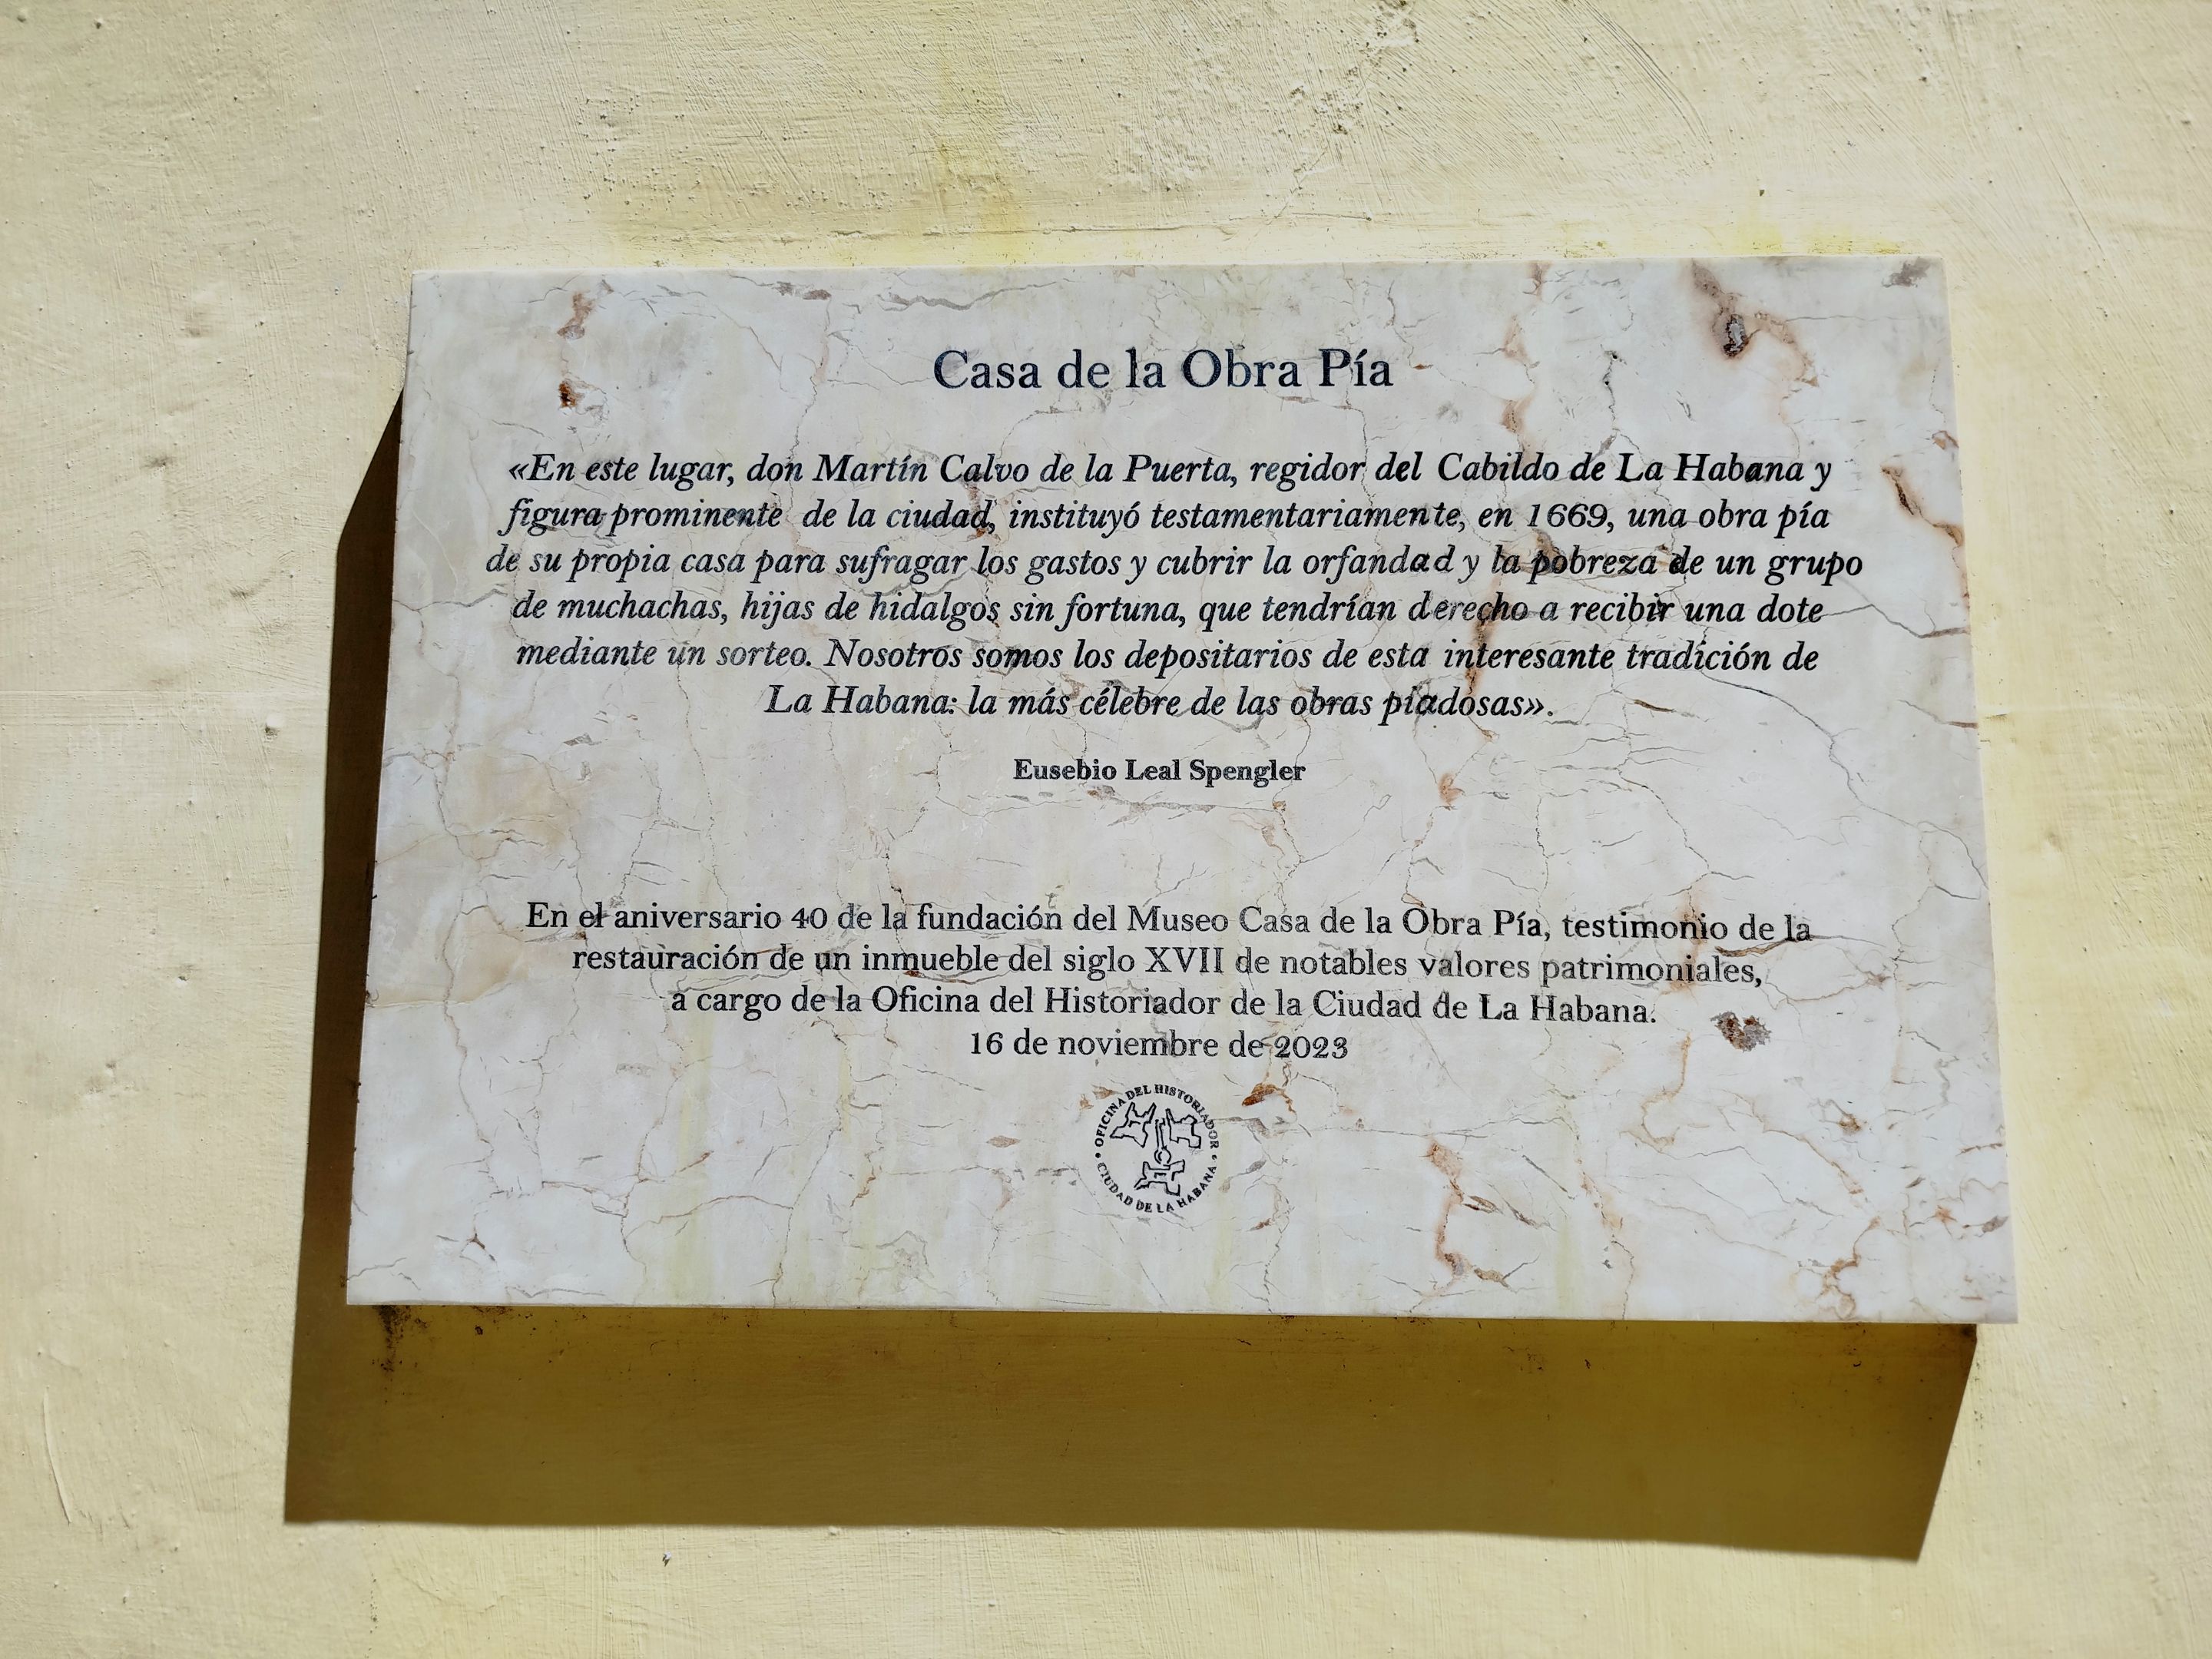 Casa de la Obra Pía
«En este lugar, don Martín Calvo de la Puerta, regidor del Cabildo de La Habana y
figura prominente de la ciudad, instituyó testamentariamente, en 1669, una obra pía
de su propia casa para sufragar los gastos y cubrir la orfandad y la pobreza de un grupo
de muchachas, hijas de hidalgos sin fortuna, que tendrían derecho a recibir una dote
mediante un sorteo. Nosotros somos los depositarios de esta interesante tradición de
La Habana: la más célebre de las obras piadosas».
Eusebio Leal Spengler
En el aniversario 40 de la fundación del Museo Casa de la Obra Pía, testimonio de la
restauración de un inmueble del siglo XVII de notables valores patrimoniales,
a cargo de la Oficina del Historiador de la Ciudad de La Habana.
16 de noviembre de 2023
• OFICINA DEL HISTORIADOR •
CIUDAD DE LA HABANA